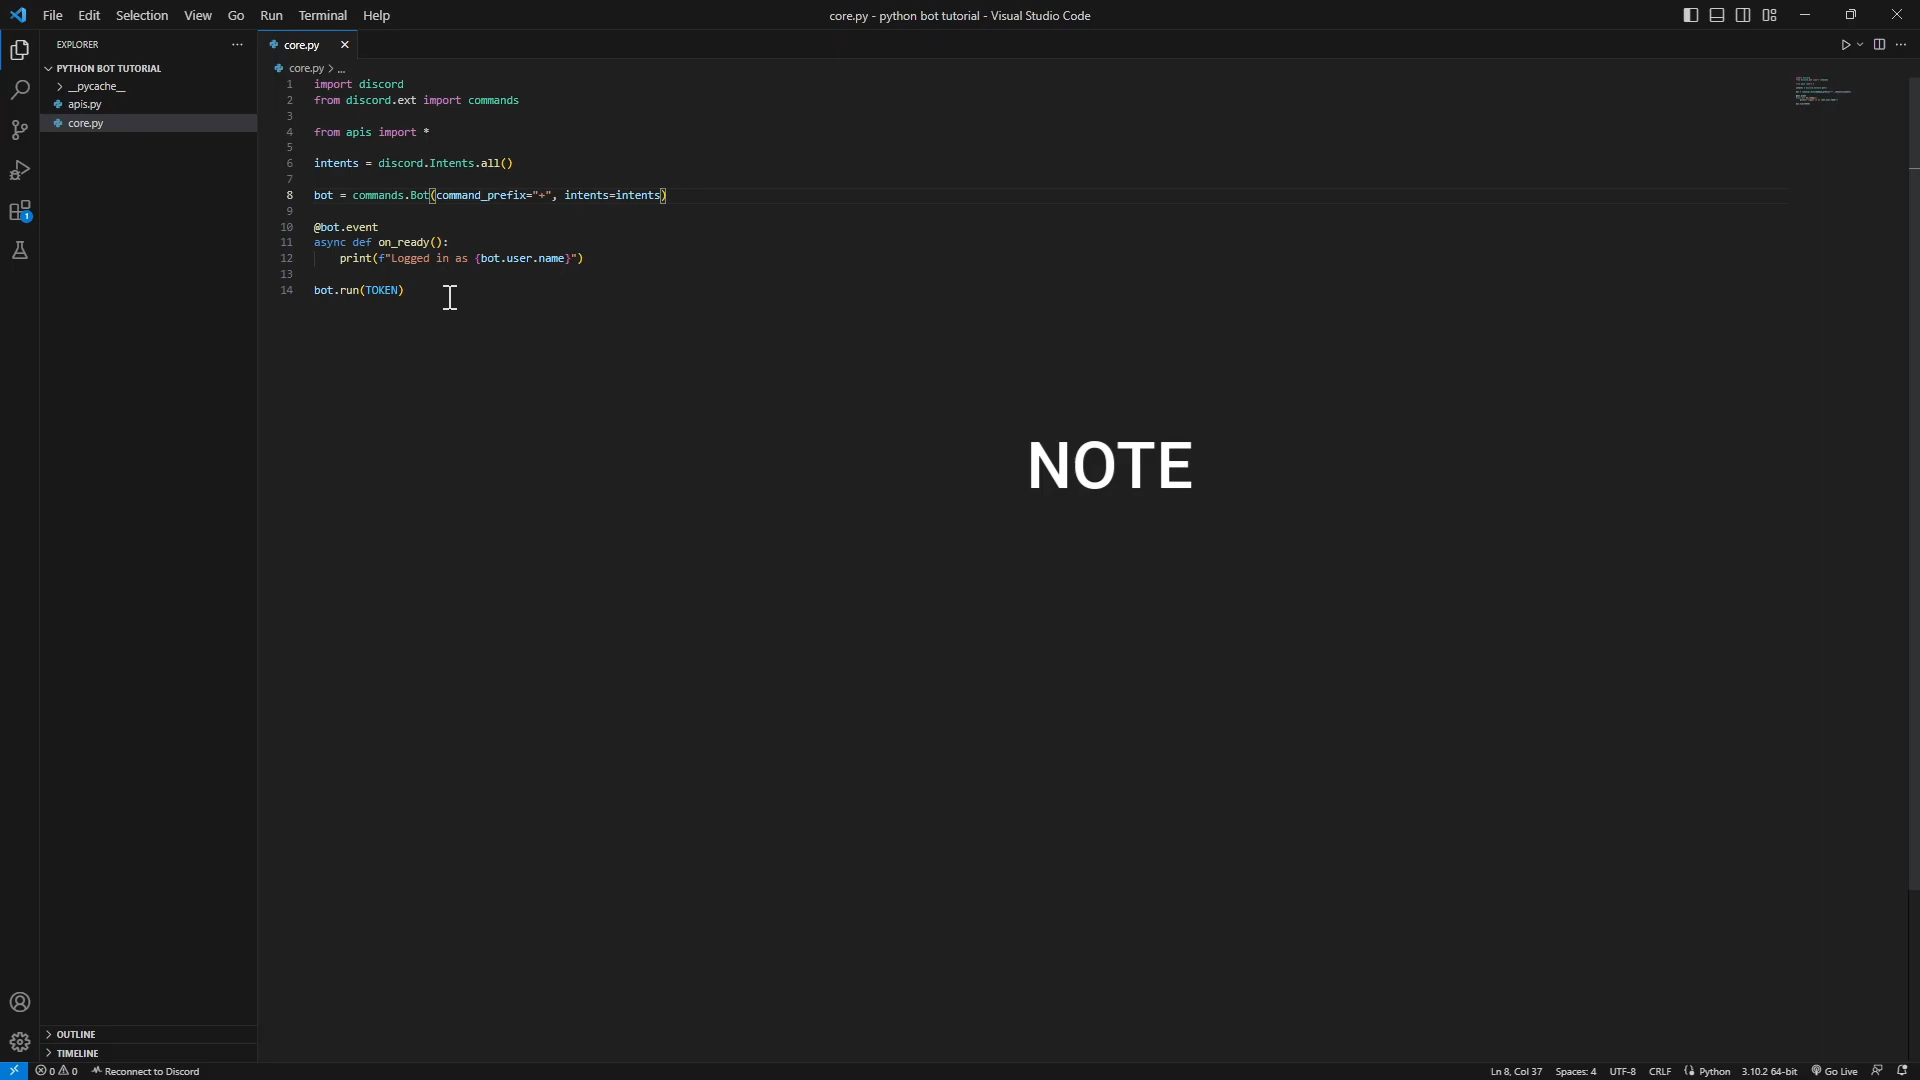 File Edit Selection View Go Run Terminal Help
core.py - python bot tutorial - Visual Studio Code
EXPLORER
core.py
PYTHON BOT TUTORIAL
core.py > ...
__pycache__
apis.py
core.py
1 import discord
2 from discord.ext import commands
3
4 from apis import *
5
6 intents = discord.Intents.all()
7
8 bot = commands.Bot(command_prefix="+", intents=intents)
9
10 @bot.event
11 async def on_ready():
12 print(f"Logged in as {bot.user.name}")
13
14 bot.run(TOKEN)
1
NOTE
OUTLINE
TIMELINE
0 0 Reconnect to Discord
Ln 8, Col 37 Spaces: 4 UTF-8 CRLF Python 3.10.2 64-bit Go Live